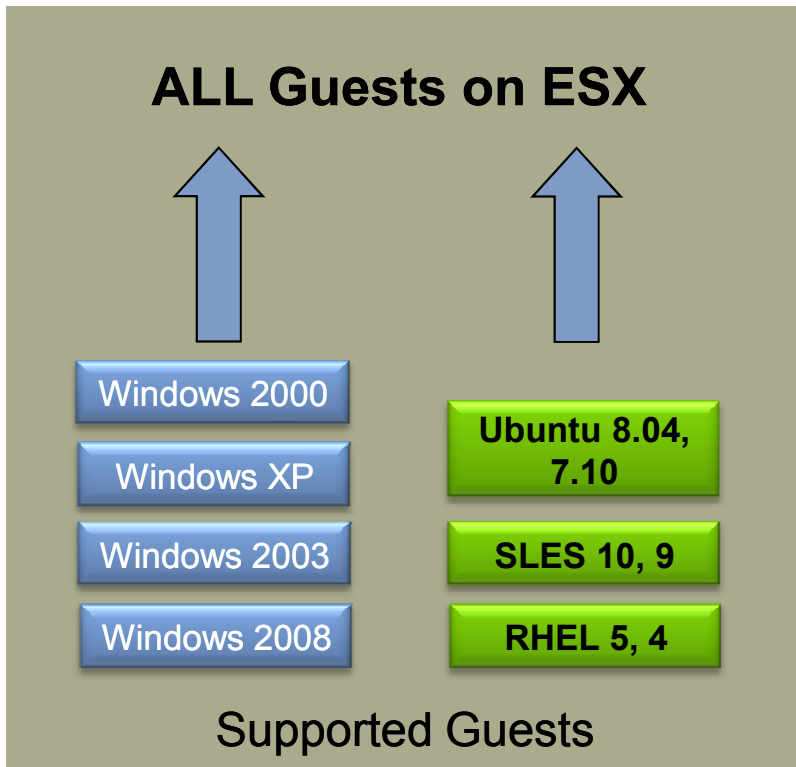 ALL Guests on ESX
Windows 2000
Windows XP
Windows 2003
Windows 2008
Ubuntu 8.04,
7.10
SLES 10, 9
RHEL 5, 4
Supported Guests